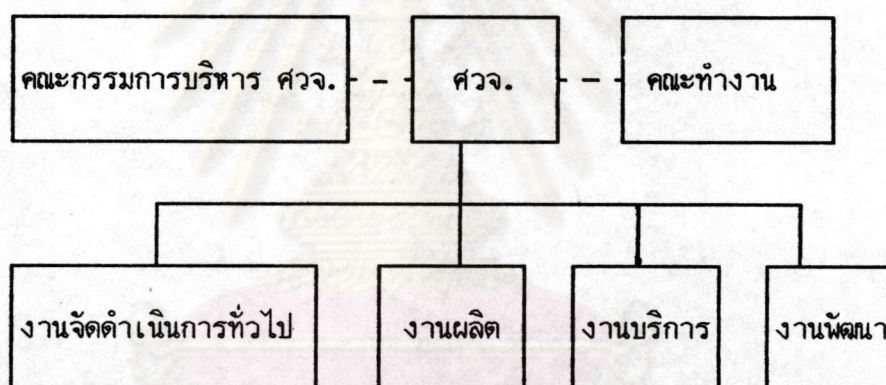 คณะกรรมการบริหาร ศวจ. ศวจ. คณะทำงาน
งานจัดดำเนินการทั่วไป งานผลิต งานบริการ งานพัฒนา